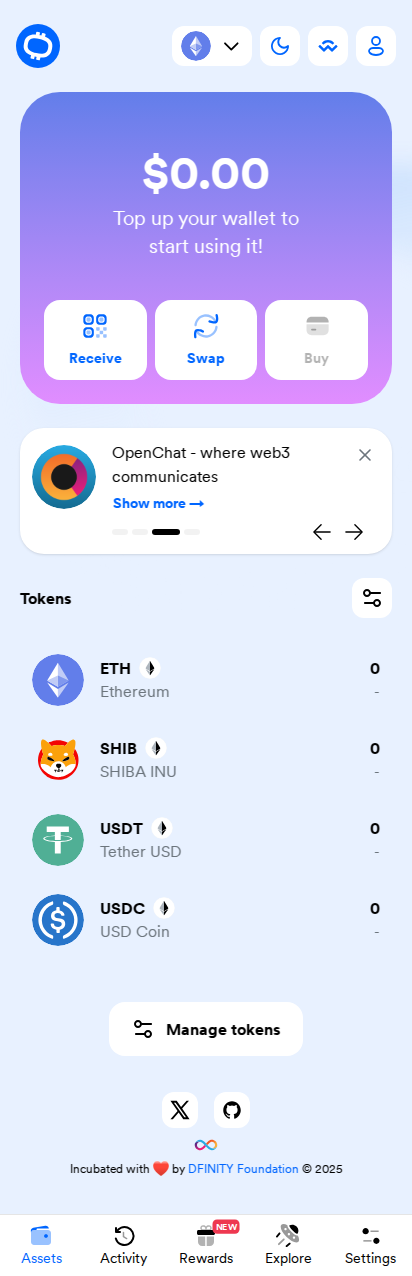 $0.00
Top up your wallet to
start using it!
Receive
Swap
Buy
OpenChat - where web3
communicates
Show more →
Tokens
ETH
0
Ethereum
-
SHIB
0
SHIBA INU
-
USDT
0
Tether USD
-
USDC
0
USD Coin
-
Manage tokens
Incubated with ❤️ by DFINITY Foundation © 2025
NEW
Assets
Activity
Rewards
Explore
Settings